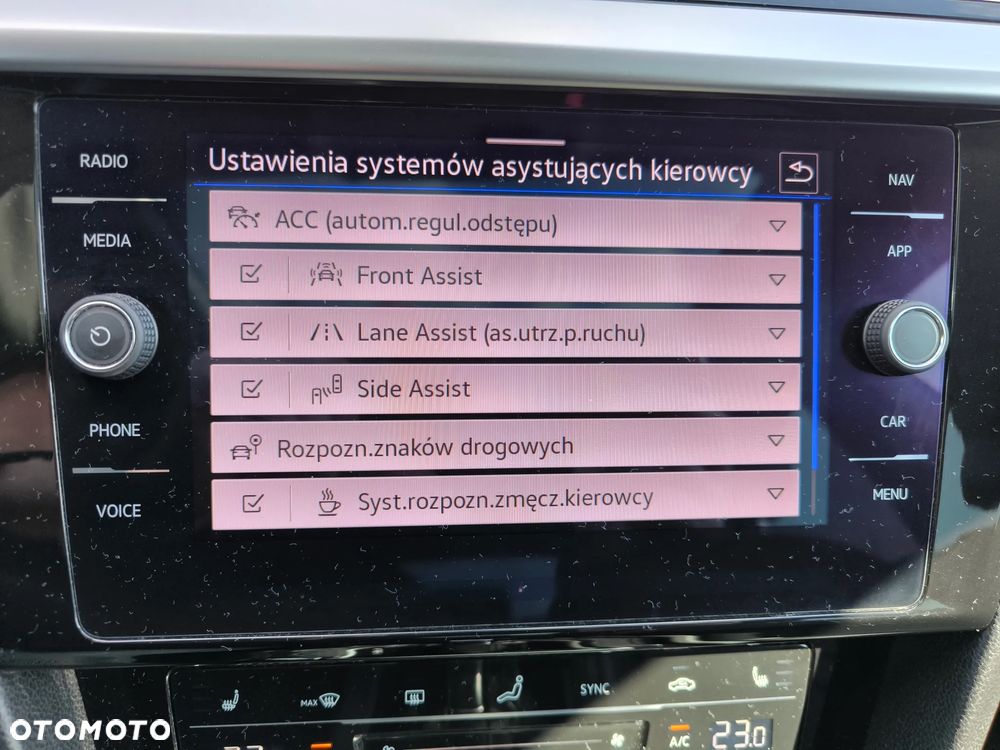 Ustawienia systemów asystujących kierowcy
RADIO
NAV
ACC (autom.regul.odstępu)
MEDIA
APP
Front Assist
Lane Assist (as.utrz.p.ruchu)
Side Assist
PHONE
CAR
Rozpozn.znaków drogowych
VOICE
MENU
Syst.rozpozn.zmęcz.kierowcy
MAX
SYNC
A/C
23.0
OTOMOTO